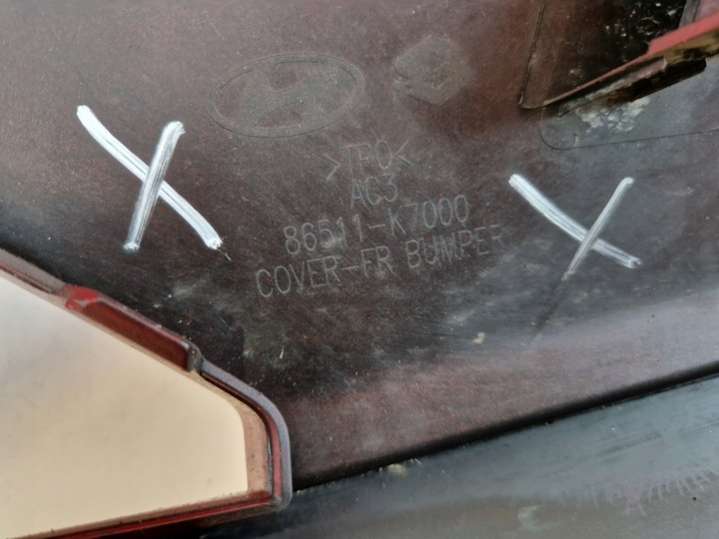 >TPO<
AC3
86511-K7000
COVER-FR BUMPER